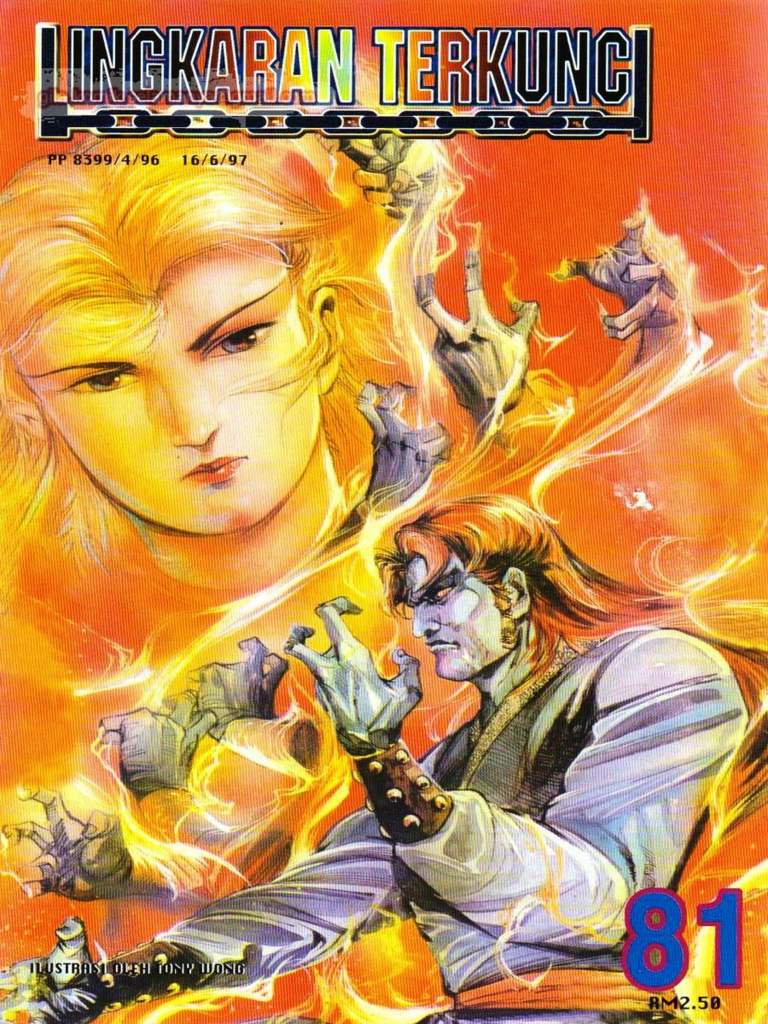 LINGKARAN TERKUNCI
PP 8399/4/96 16/6/97
ILUSTRASI OLEH TONY WONG
81
RM2.50